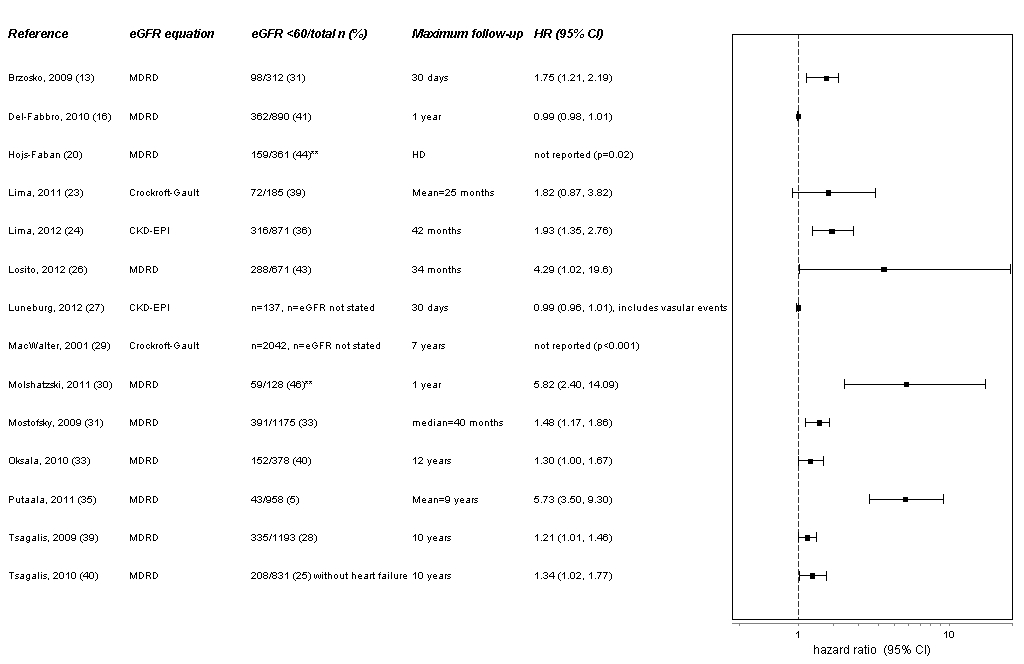 Reference eGFR equation eGFR <60/total n (%) Maximum follow-up HR (95% CI)
Brzosko, 2009 (13) MDRD 98/312 (31) 30 days 1.75 (1.21, 2.19)
Del-Fabbro, 2010 (16) MDRD 362/890 (41) 1 year 0.99 (0.98, 1.01)
Hojs-Faban (20) MDRD 159/361 (44)** HD not reported (p=0.02)
Lima, 2011 (23) Crockroft-Gault 72/185 (39) Mean=25 months 1.82 (0.87, 3.82)
Lima, 2012 (24) CKD-EPI 316/871 (36) 42 months 1.93 (1.35, 2.76)
Losito, 2012 (26) MDRD 288/671 (43) 34 months 4.29 (1.02, 19.6)
Luneburg, 2012 (27) CKD-EPI n=137, n=eGFR not stated 30 days 0.99 (0.96, 1.01), includes vasular events
MacWalter, 2001 (29) Crockroft-Gault n=2042, n=eGFR not stated 7 years not reported (p<0.001)
Molshatzski, 2011 (30) MDRD 59/128 (46)** 1 year 5.82 (2.40, 14.09)
Mostofsky, 2009 (31) MDRD 391/1175 (33) median=40 months 1.48 (1.17, 1.86)
Oksala, 2010 (33) MDRD 152/378 (40) 12 years 1.30 (1.00, 1.67)
Putaala, 2011 (35) MDRD 43/958 (5) Mean=9 years 5.73 (3.50, 9.30)
Tsagalis, 2009 (39) MDRD 335/1193 (28) 10 years 1.21 (1.01, 1.46)
Tsagalis, 2010 (40) MDRD 208/831 (25) without heart failure 10 years 1.34 (1.02, 1.77)
1 10
hazard ratio (95% CI)